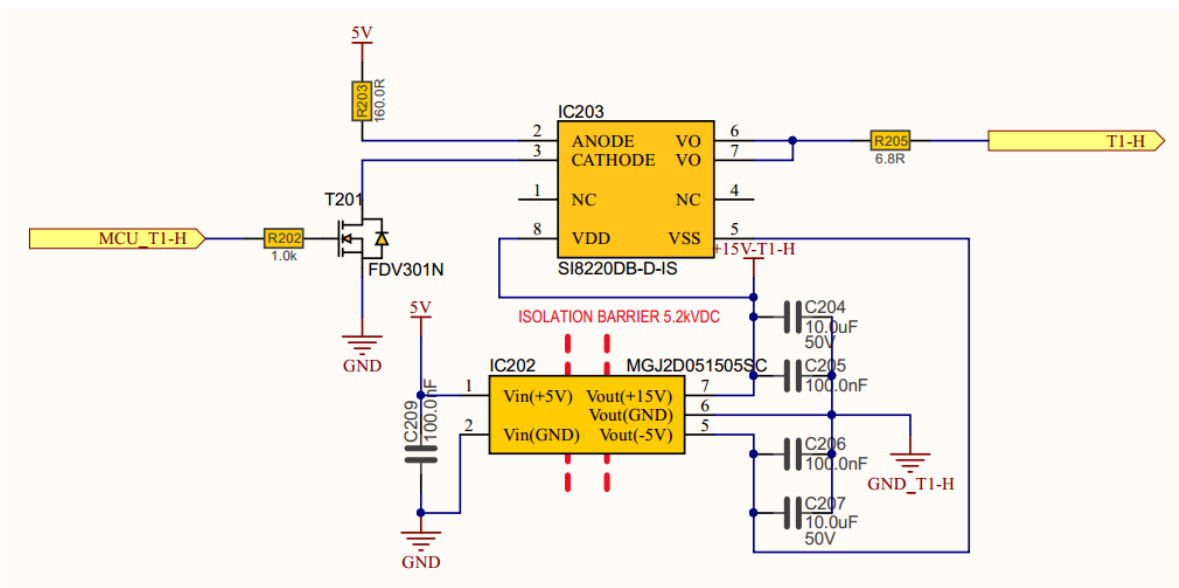 5V
R203
160.0R
IC203
2
ANODE
VO
6
3
CATHODE
VO
7
1
NC
NC
4
8
VDD
VSS
5
SI8220DB-D-IS
R205
6.8R
T1-H
T201
MCU_T1-H
R202
1.0k
FDV301N
GND
+15V-T1-H
5V
ISOLATION BARRIER 5.2kVDC
C204
10.0uF
50V
IC202
MGJ2D051505SC
C205
100.0nF
1
Vin(+5V)
Vout(+15V)
7
Vout(GND)
6
2
Vin(GND)
Vout(-5V)
5
C209
100.0nF
C206
100.0nF
GND_T1-H
C207
10.0uF
50V
GND